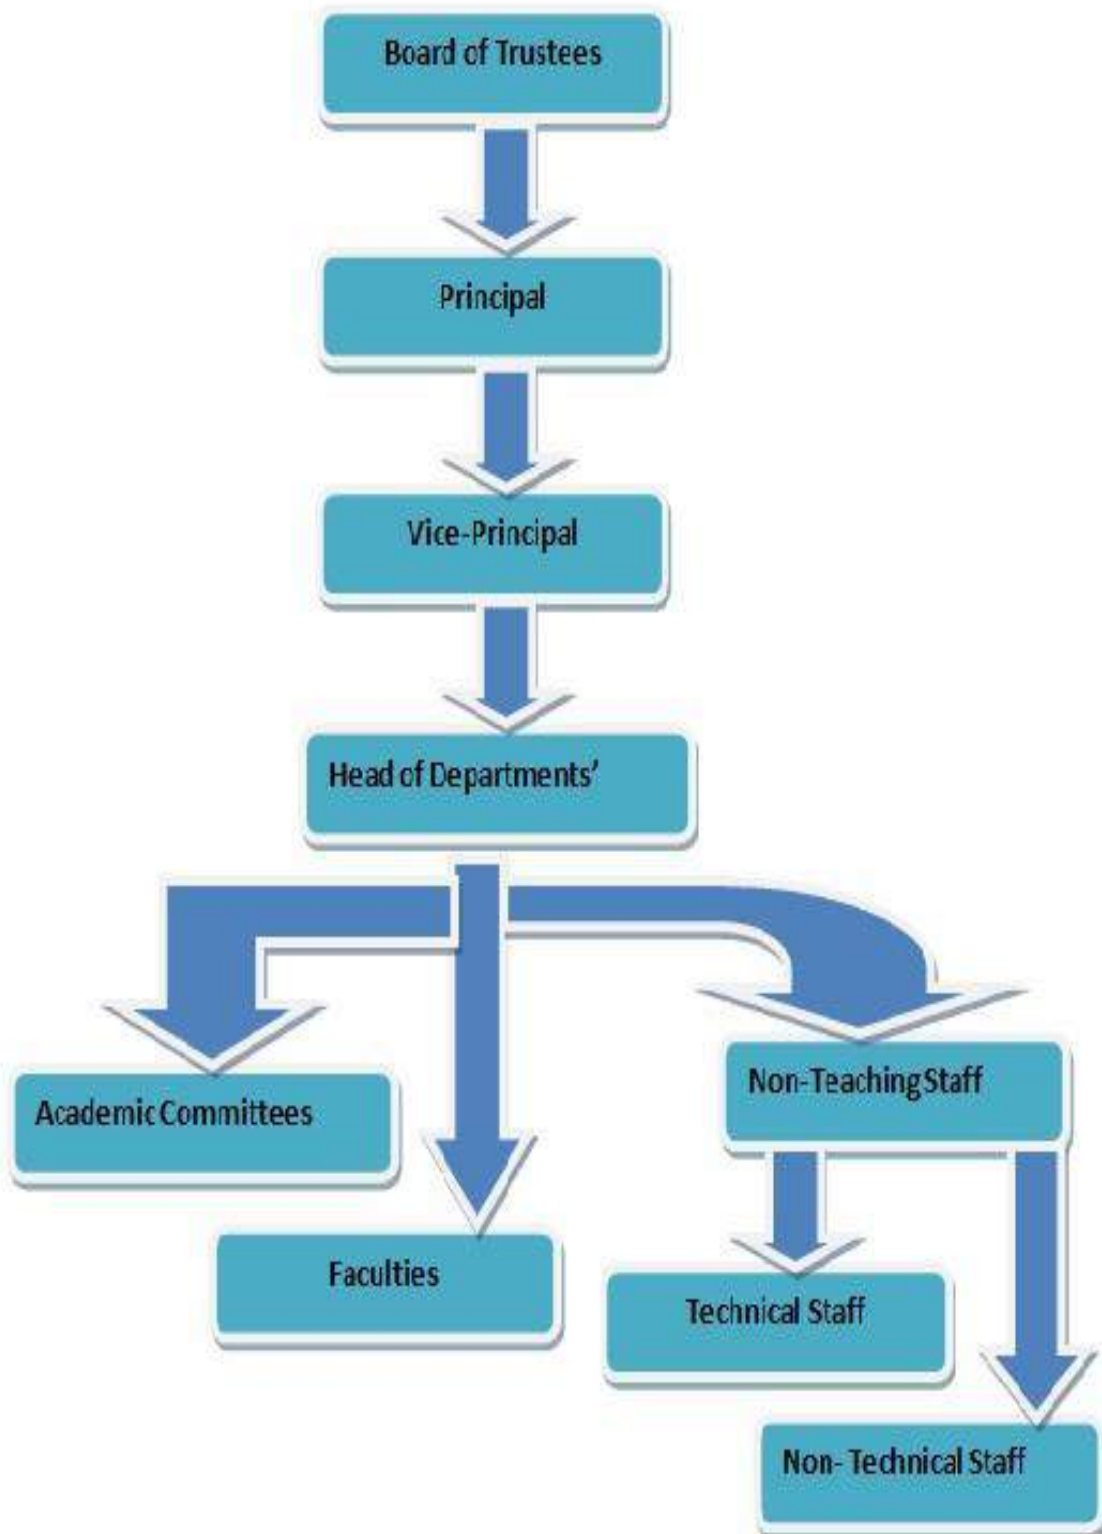 Board of Trustees
Principal
Vice-Principal
Head of Departments’
Academic Committees
Non-Teaching Staff
Faculties
Technical Staff
Non- Technical Staff